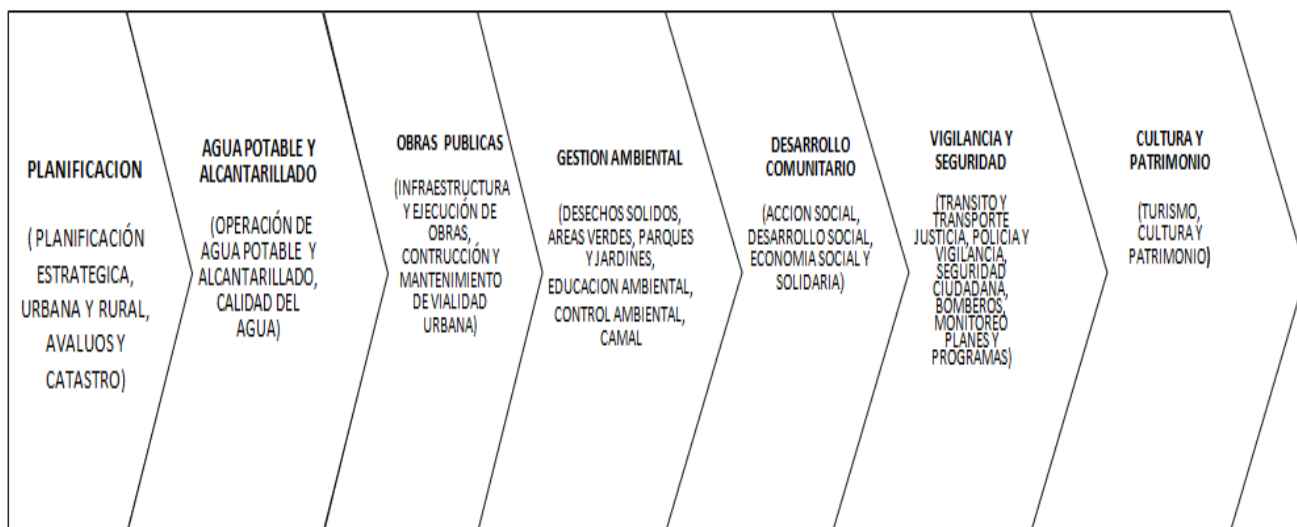 PLANIFICACION
( PLANIFICACIÓN
ESTRATEGICA,
URBANA Y RURAL,
AVALUOS Y
CATASTRO)
AGUA POTABLE Y
ALCANTARILLADO
(OPERACIÓN DE
AGUA POTABLE Y
ALCANTARILLADO,
CALIDAD DEL
AGUA)
OBRAS PUBLICAS
(INFRAESTRUCTURA
Y EJECUCIÓN DE
OBRAS,
CONTRUCCIÓN Y
MANTENIMIENTO
DE VIALIDAD
URBANA)
GESTION AMBIENTAL
(DESECHOS SOLIDOS,
AREAS VERDES, PARQUES
Y JARDINES,
EDUCACION AMBIENTAL,
CONTROL AMBIENTAL,
CAMAL
DESARROLLO
COMUNITARIO
(ACCION SOCIAL,
DESARROLLO SOCIAL,
ECONOMIA SOCIAL Y
SOLIDARIA)
VIGILANCIA Y
SEGURIDAD
(TRANSITO Y
TRANSPORTE
JUSTICIA, POLICIA Y
VIGILANCIA,
SEGURIDAD
CIUDADANA,
BOMBEROS,
MONITOREO
PLANES Y
PROGRAMAS)
CULTURA Y
PATRIMONIO
(TURISMO,
CULTURA Y
PATRIMONIO)